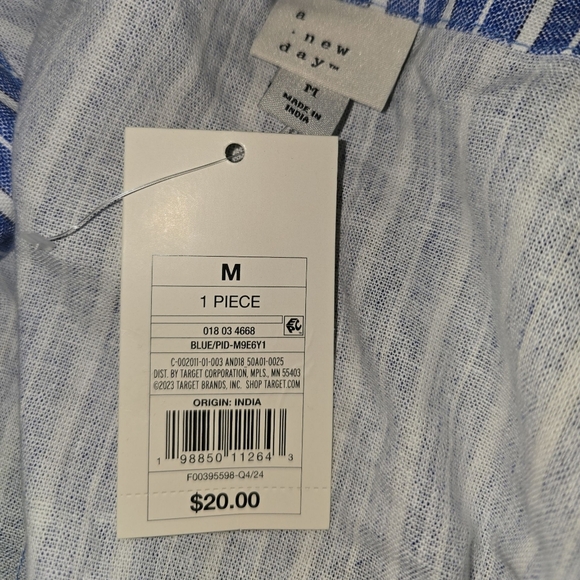 a
new
day™
M
MADE IN
INDIA
M
1 PIECE
018 03 4668
BLUE/PID-M9E6Y1
C-002011-01-003 AND18 50A01-0025
DIST. BY TARGET CORPORATION, MPLS., MN 55403
©2023 TARGET BRANDS, INC. SHOP TARGET.COM
ORIGIN: INDIA
1 98850 11264 3
F00395598-Q4/24
$20.00